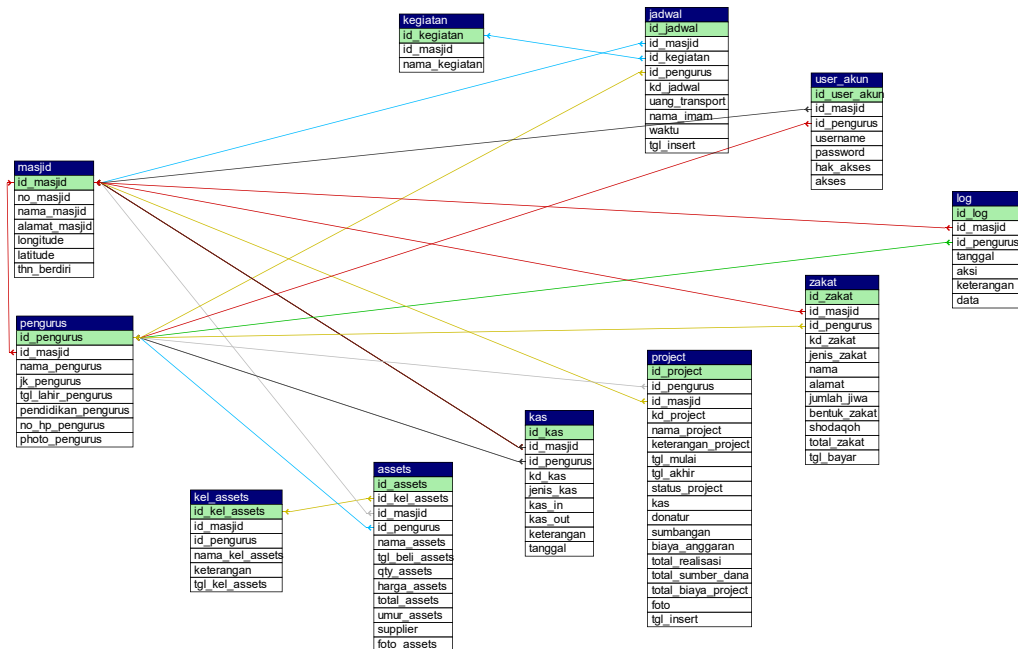 kegiatan
id_kegiatan
id_masjid
nama_kegiatan
jadwal
id_jadwal
id_masjid
id_kegiatan
id_pengurus
kd_jadwal
uang_transport
nama_imam
waktu
tgl_insert
user_akun
id_user_akun
id_masjid
id_pengurus
username
password
hak_akses
akses
masjid
id_masjid
no_masjid
nama_masjid
alamat_masjid
longitude
latitude
thn_berdiri
log
id_log
id_masjid
id_pengurus
tanggal
aksi
keterangan
data
zakat
id_zakat
id_masjid
id_pengurus
kd_zakat
jenis_zakat
nama
alamat
jumlah_jiwa
bentuk_zakat
shodaqoh
total_zakat
tgl_bayar
pengurus
id_pengurus
id_masjid
nama_pengurus
jk_pengurus
tgl_lahir_pengurus
pendidikan_pengurus
no_hp_pengurus
photo_pengurus
project
id_project
id_pengurus
id_masjid
kd_project
nama_project
keterangan_project
tgl_mulai
tgl_akhir
status_project
kas
donatur
sumbangan
biaya_anggaran
total_realisasi
total_sumber_dana
total_biaya_project
foto
tgl_insert
kas
id_kas
id_masjid
id_pengurus
kd_kas
jenis_kas
kas_in
kas_out
keterangan
tanggal
assets
id_assets
id_kel_assets
id_masjid
id_pengurus
nama_assets
tgl_beli_assets
qty_assets
harga_assets
total_assets
umur_assets
supplier
foto_assets
kel_assets
id_kel_assets
id_masjid
id_pengurus
nama_kel_assets
keterangan
tgl_kel_assets